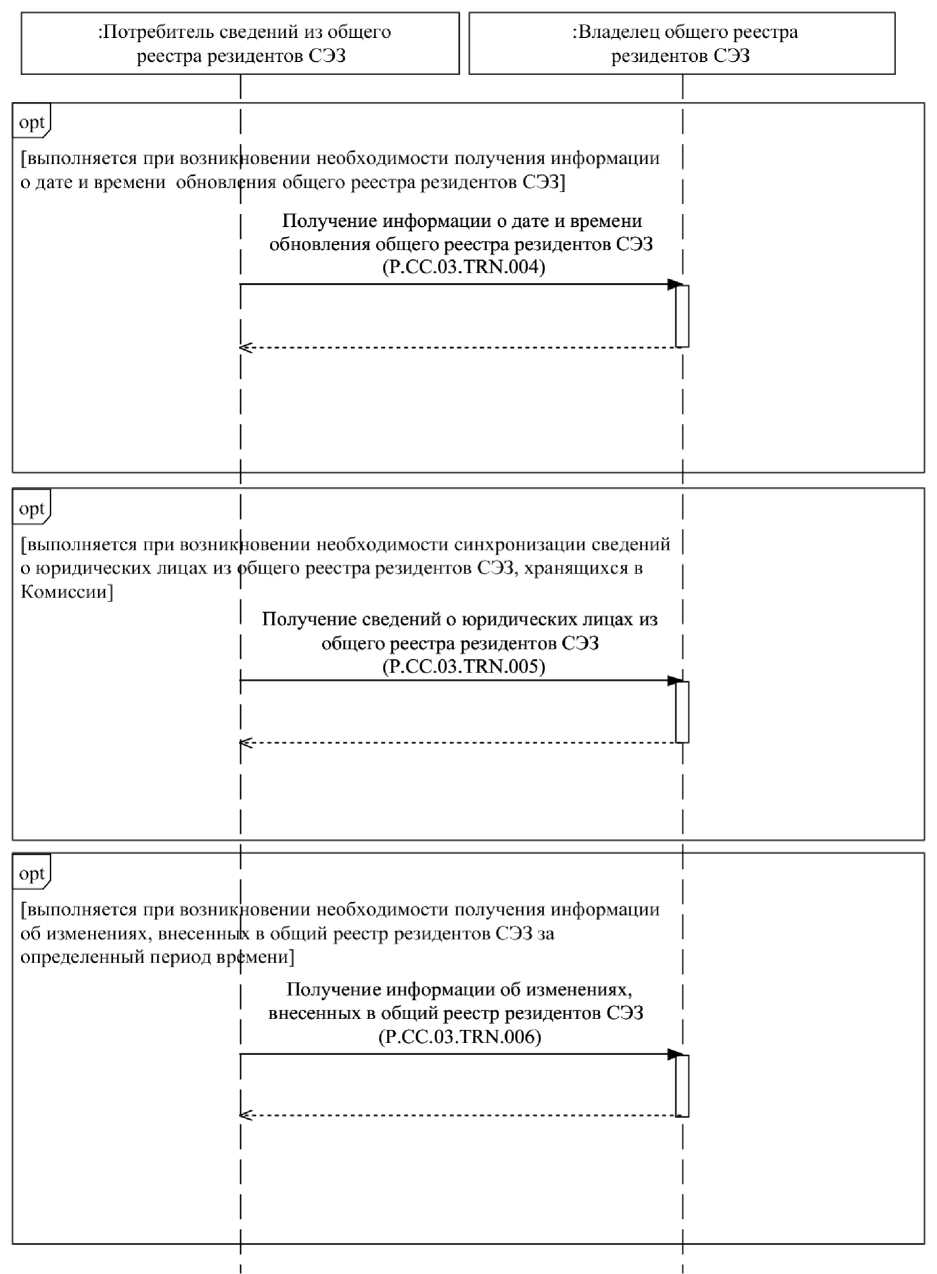 :Потребитель сведений из общего
реестра резидентов СЭЗ
:Владелец общего реестра
резидентов СЭЗ
opt
[выполняется при возникновении необходимости получения информации
о дате и времени обновления общего реестра резидентов СЭЗ]
Получение информации о дате и времени
обновления общего реестра резидентов СЭЗ
(P.CC.03.TRN.004)
opt
[выполняется при возникновении необходимости синхронизации сведений
о юридических лицах из общего реестра резидентов СЭЗ, хранящихся в
Комиссии]
Получение сведений о юридических лицах из
общего реестра резидентов СЭЗ
(P.CC.03.TRN.005)
opt
[выполняется при возникновении необходимости получения информации
об изменениях, внесенных в общий реестр резидентов СЭЗ за
определенный период времени]
Получение информации об изменениях,
внесенных в общий реестр резидентов СЭЗ
(P.CC.03.TRN.006)